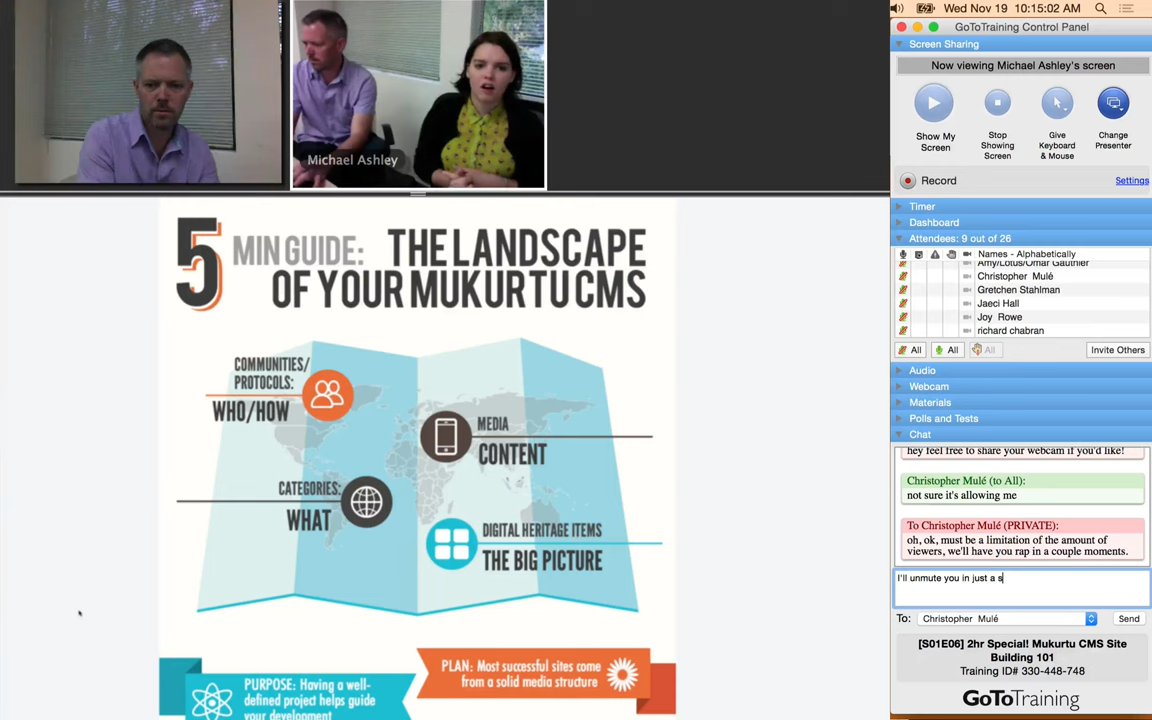 Wed Nov 19 10:15:02 AM
GoToTraining Control Panel
Screen Sharing
Now viewing Michael Ashley's screen
Show My
Screen
Stop
Showing
Screen
Give
Keyboard
& Mouse
Change
Presenter
Record
Settings
Timer
Dashboard
Attendees: 9 out of 26
Names - Alphabetically
Amy/Lotus/Omar Gauthier
Christopher Mulé
Gretchen Stahlman
Jaeci Hall
Joy Rowe
richard chabran
All
All
All
Invite Others
Audio
Webcam
Materials
Polls and Tests
Chat
hey feel free to share your webcam if you'd like!
Christopher Mulé (to All):
not sure it's allowing me
To Christopher Mulé (PRIVATE):
oh, ok, must be a limitation of the amount of
viewers, we'll have you rap in a couple moments.
I'll unmute you in just a s
To:
Christopher Mulé
Send
[S01E06] 2hr Special! Mukurtu CMS Site
Building 101
Training ID# 330-448-748
GoToTraining
Michael Ashley
5 MIN GUIDE: THE LANDSCAPE
OF YOUR MUKURTU CMS
COMMUNITIES/
PROTOCOLS:
WHO/HOW
MEDIA
CONTENT
CATEGORIES:
WHAT
DIGITAL HERITAGE ITEMS
THE BIG PICTURE
PLAN: Most successful sites come
from a solid media structure
PURPOSE: Having a well-
defined project helps guide
your development